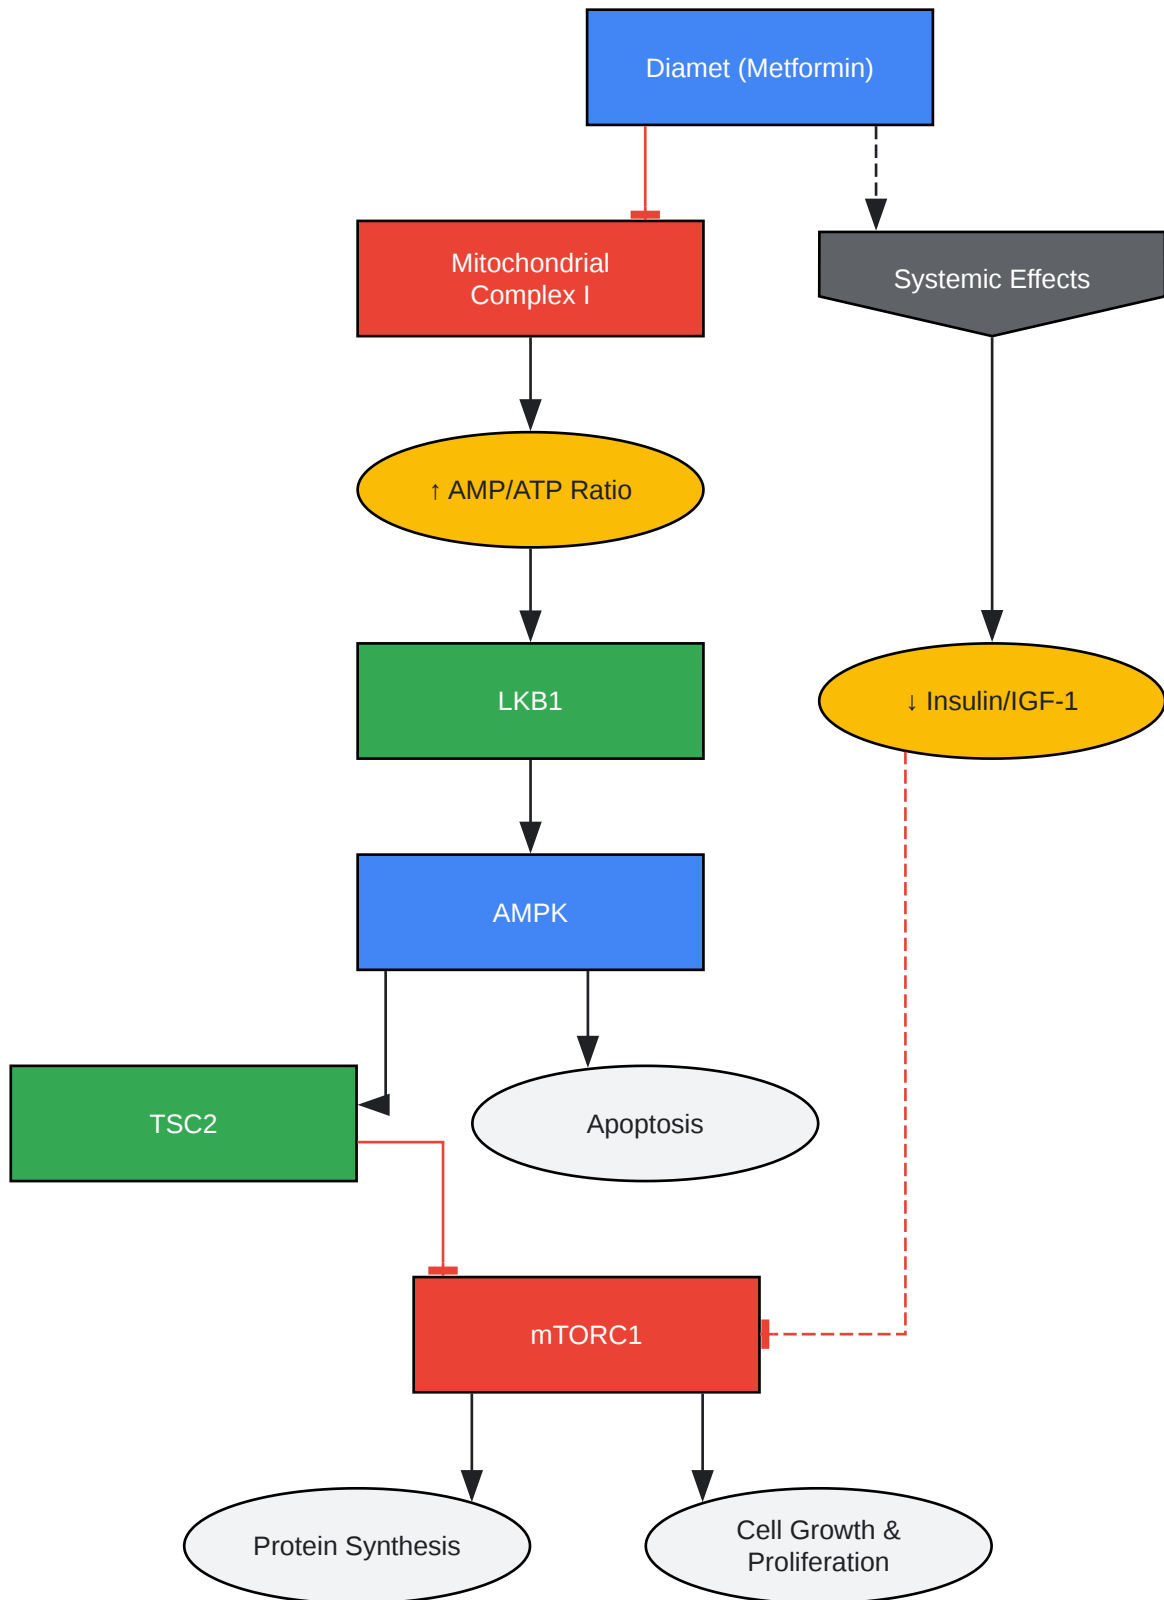 Diamet (Metformin)
Mitochondrial
Complex I
Systemic Effects
↑ AMP/ATP Ratio
LKB1
↓ Insulin/IGF-1
AMPK
TSC2
Apoptosis
mTORC1
Protein Synthesis
Cell Growth &
Proliferation